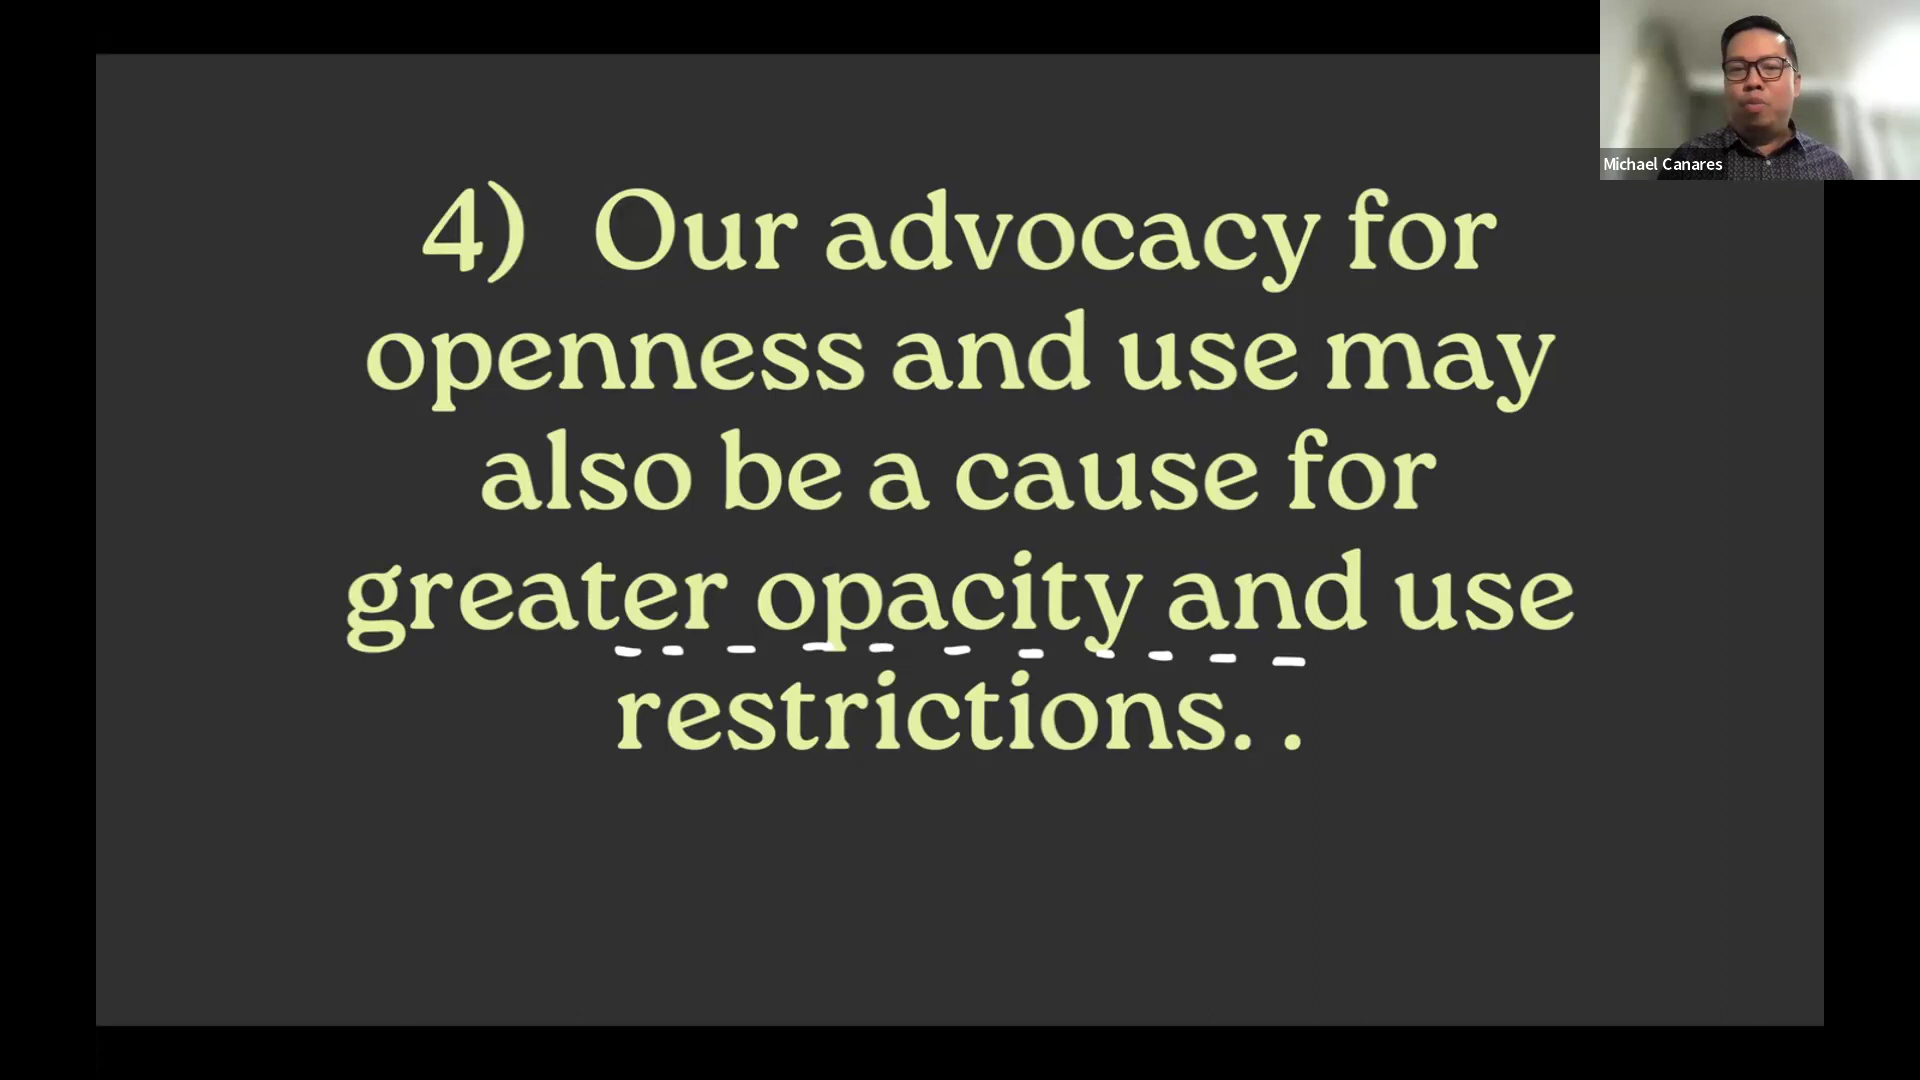 Michael Canares
4) Our advocacy for
openness and use may
also be a cause for
greater opacity and use
restrictions. .